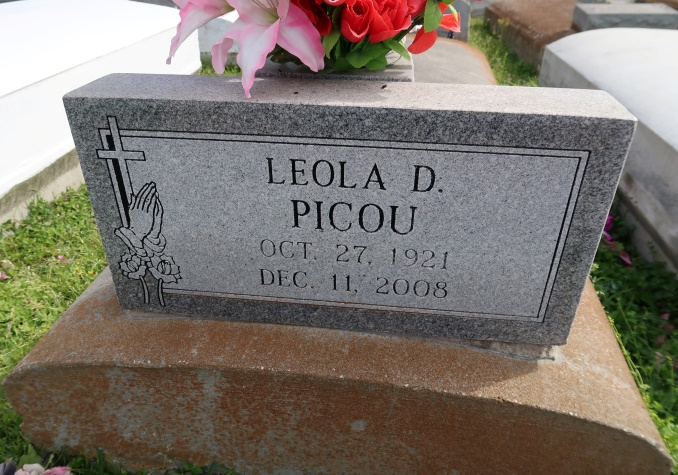 LEOLA D.
PICOU
OCT. 27, 1921
DEC. 11, 2008